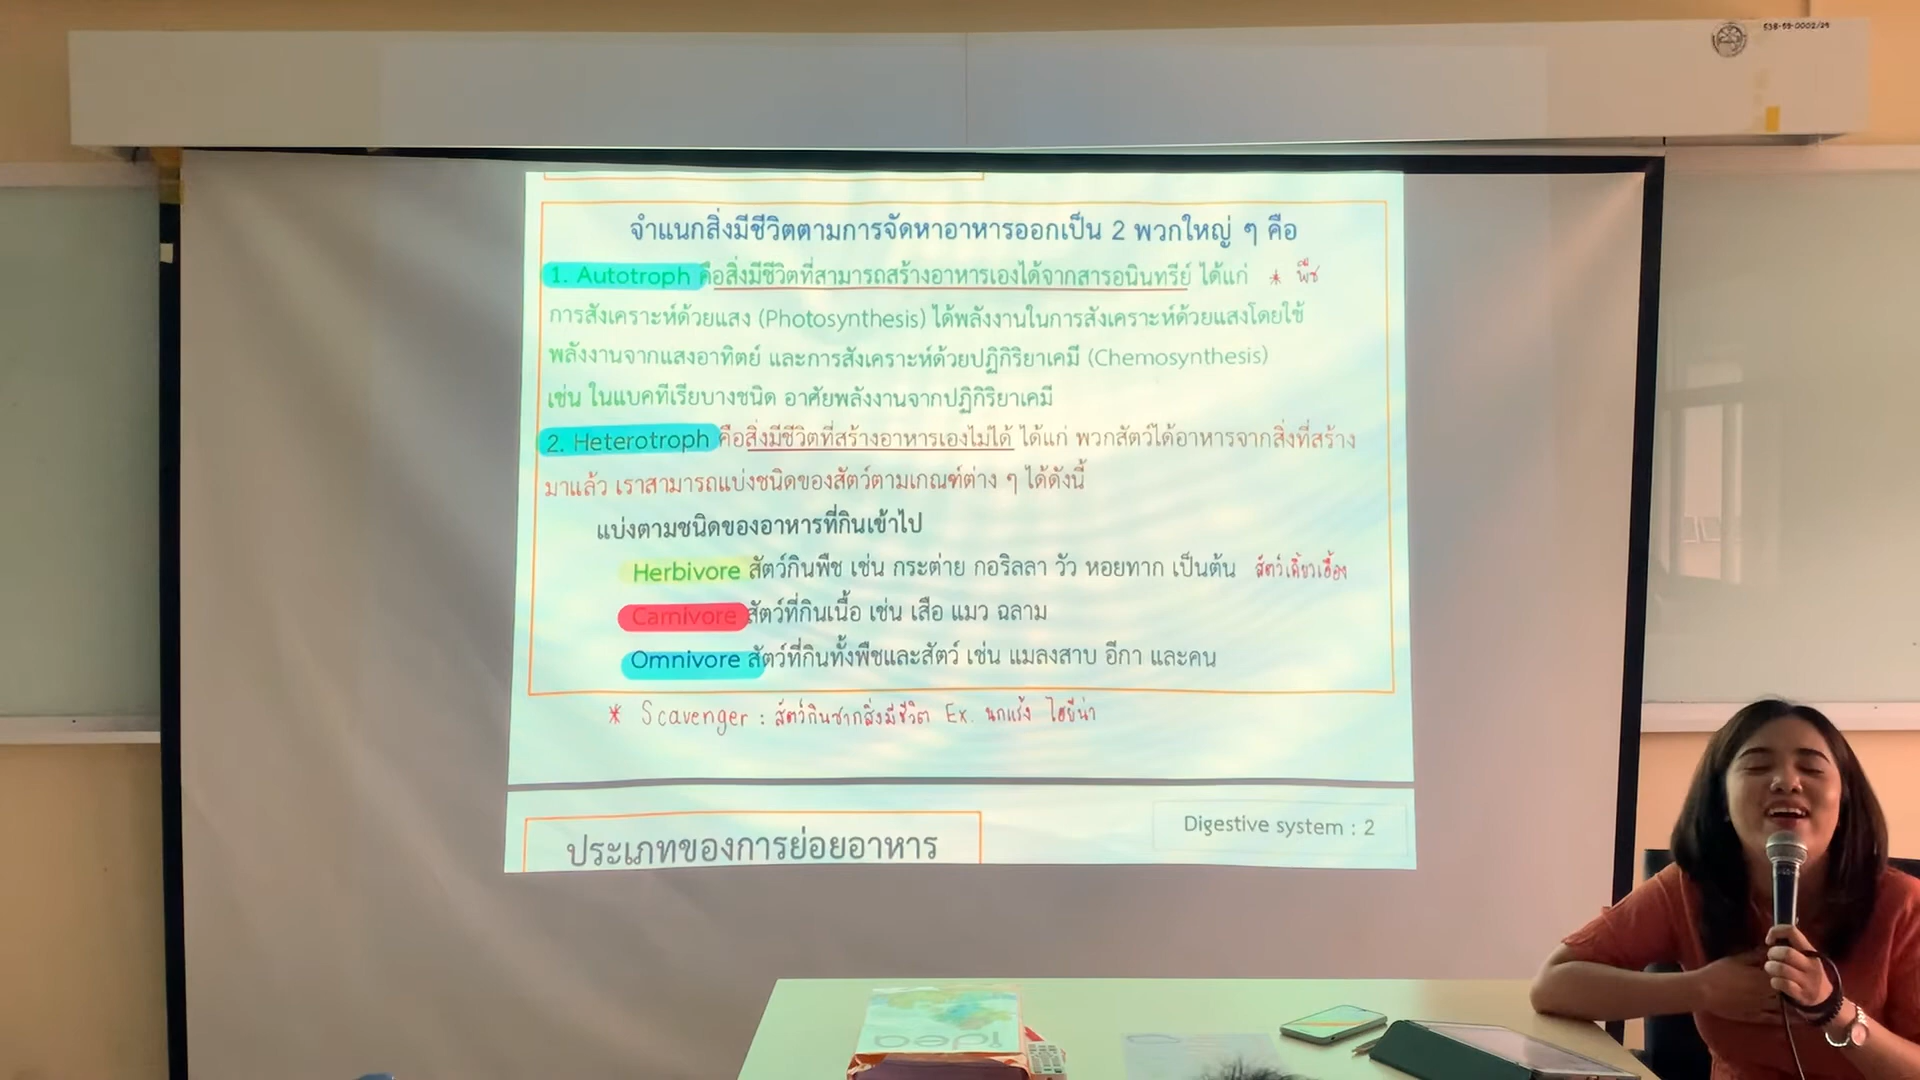 538-59-0002/29
จำแนกสิ่งมีชีวิตตามการจัดหาอาหารออกเป็น 2 พวกใหญ่ ๆ คือ
1. Autotroph คือสิ่งมีชีวิตที่สามารถสร้างอาหารเองได้จากสารอนินทรีย์ ได้แก่ * พืช
การสังเคราะห์ด้วยแสง (Photosynthesis) ได้พลังงานในการสังเคราะห์ด้วยแสงโดยใช้
พลังงานจากแสงอาทิตย์ และการสังเคราะห์ด้วยปฏิกิริยาเคมี (Chemosynthesis)
เช่น ในแบคทีเรียบางชนิด อาศัยพลังงานจากปฏิกิริยาเคมี
2. Heterotroph คือสิ่งมีชีวิตที่สร้างอาหารเองไม่ได้ ได้แก่ พวกสัตว์ได้อาหารจากสิ่งที่สร้าง
มาแล้ว เราสามารถแบ่งชนิดของสัตว์ตามเกณฑ์ต่าง ๆ ได้ดังนี้
แบ่งตามชนิดของอาหารที่กินเข้าไป
Herbivore สัตว์กินพืช เช่น กระต่าย กอริลลา วัว หอยทาก เป็นต้น สัตว์เคี้ยวเอื้อง
Carnivore สัตว์ที่กินเนื้อ เช่น เสือ แมว ฉลาม
Omnivore สัตว์ที่กินทั้งพืชและสัตว์ เช่น แมลงสาบ อีกา และคน
* Scavenger : สัตว์กินซากสิ่งมีชีวิต Ex. นกแร้ง ไฮยีน่า
Digestive system : 2
ประเภทของการย่อยอาหาร
idea